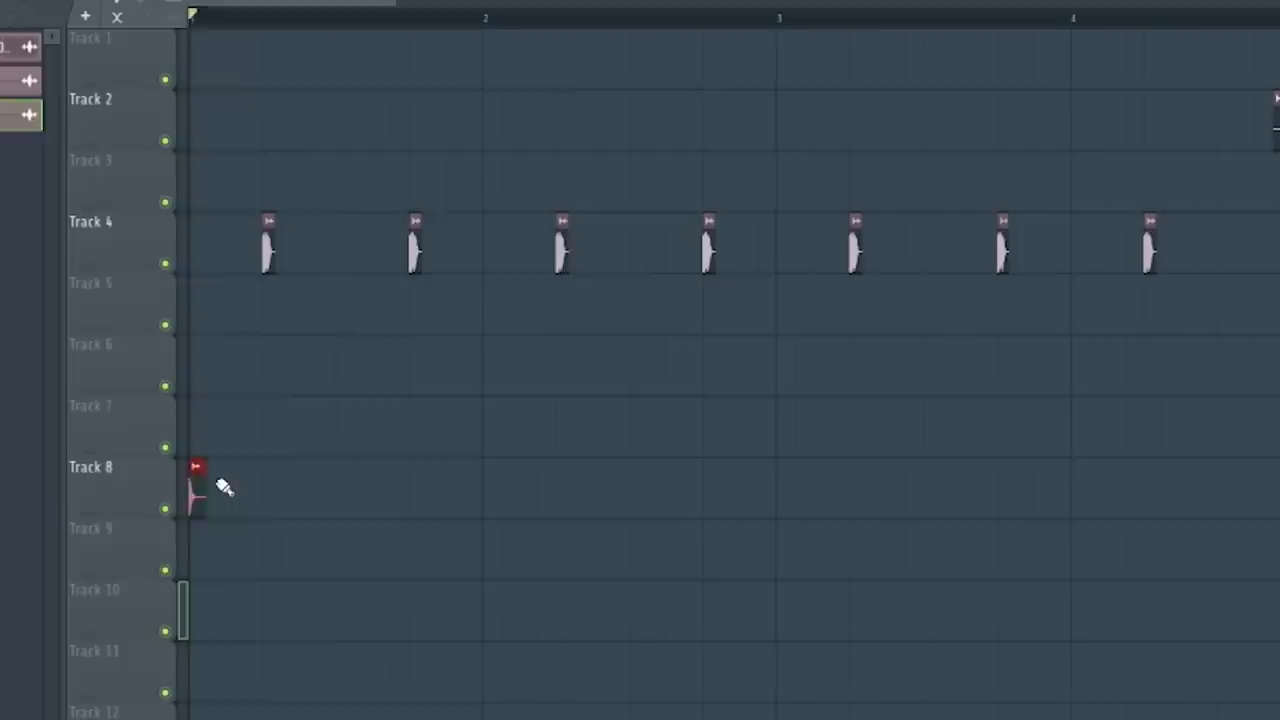 2
3
4
Track 1
Track 2
Track 3
Track 4
Track 5
Track 6
Track 7
Track 8
Track 9
Track 10
Track 11
Track 12